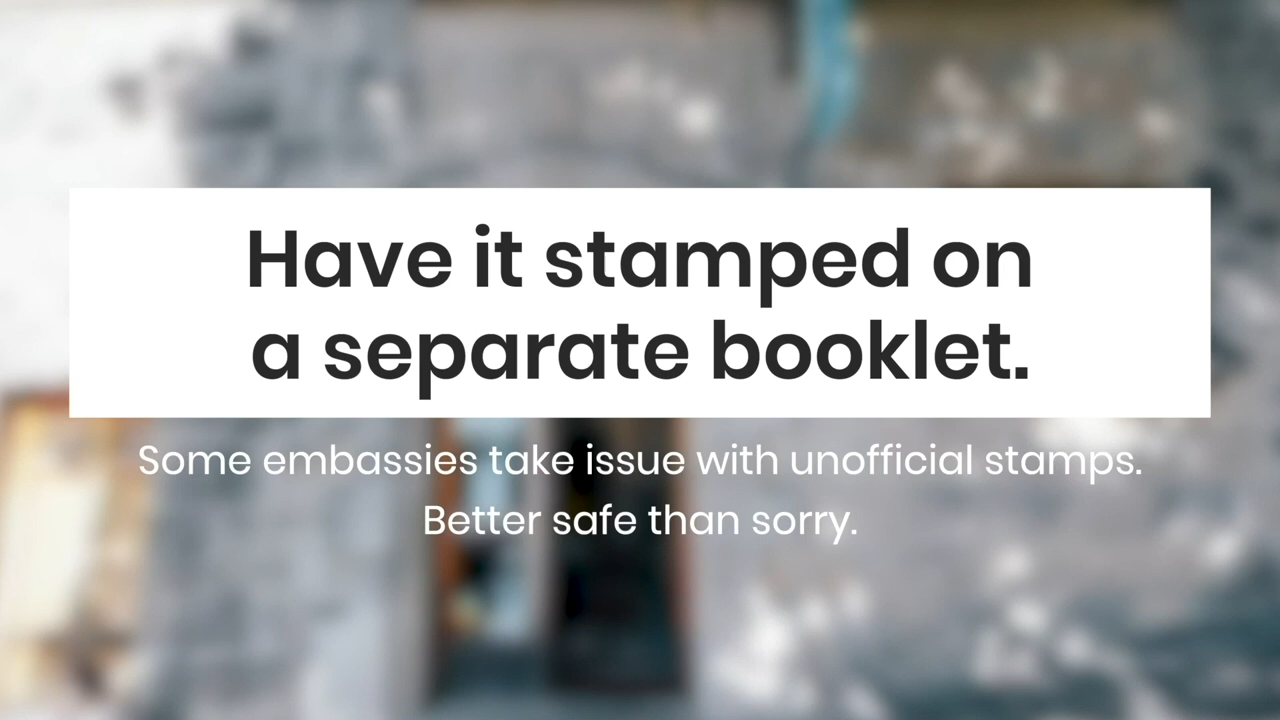 Have it stamped on
a separate booklet.
Some embassies take issue with unofficial stamps.
Better safe than sorry.